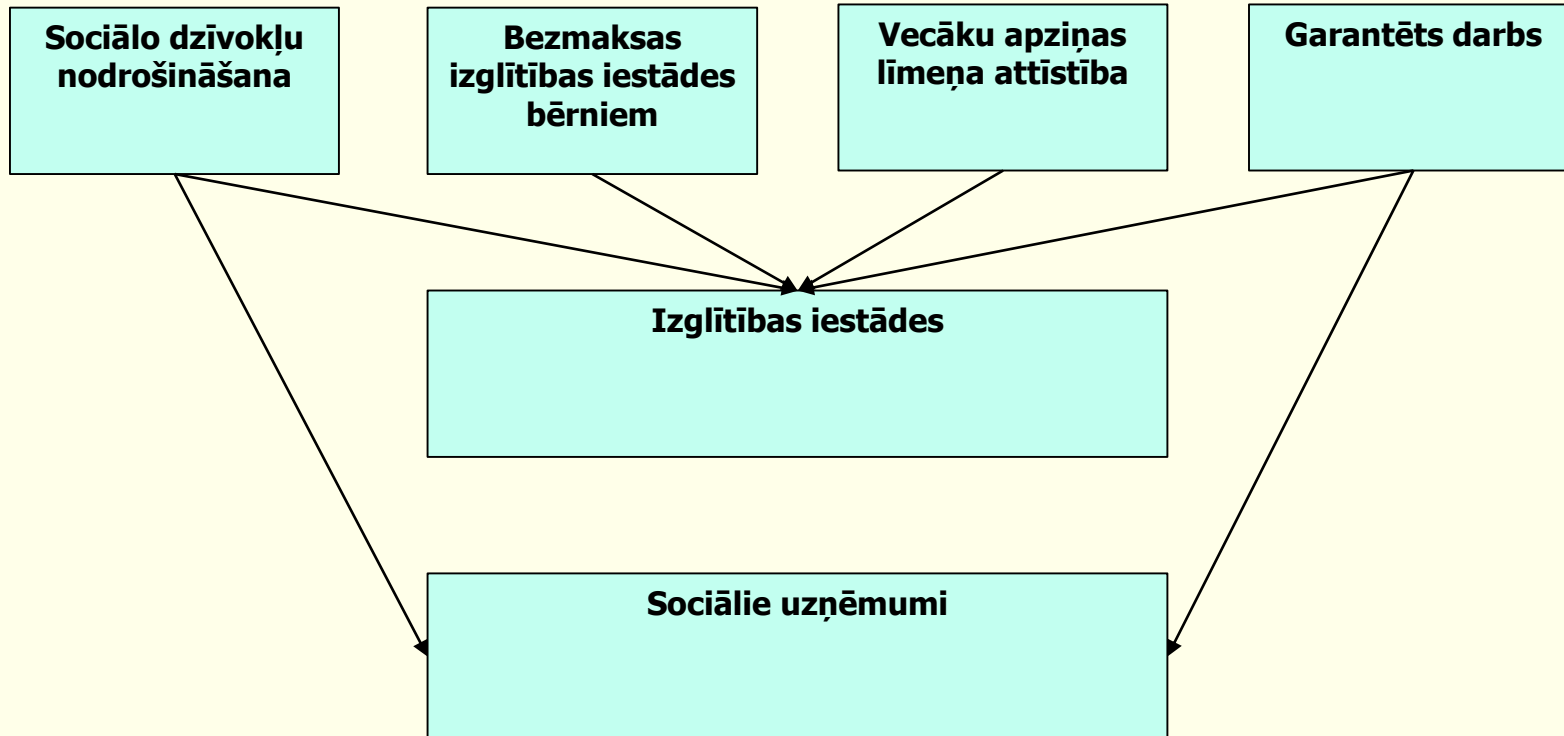 Sociālo dzīvokļu
nodrošināšana
Bezmaksas
izglītības iestādes
bērniem
Vecāku apziņas
līmeņa attīstība
Garantēts darbs
Izglītības iestādes
Sociālie uzņēmumi